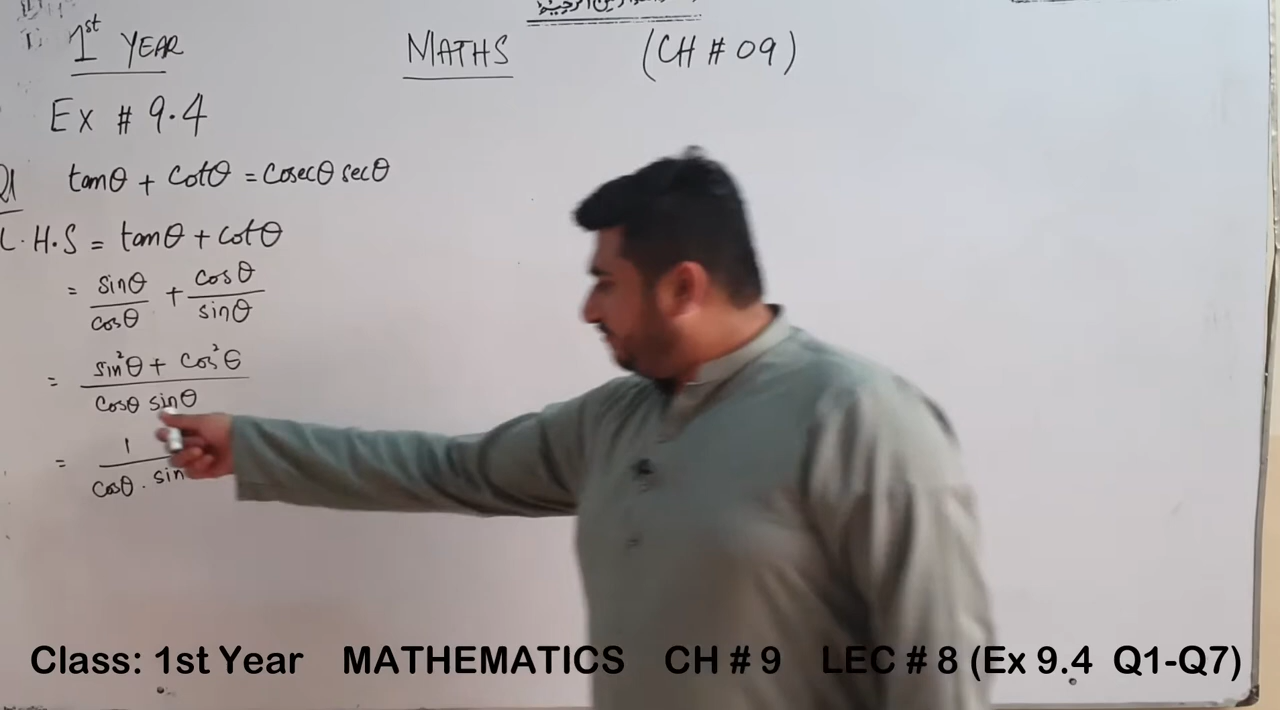 1st YEAR MATHS (CH # 09)
Ex # 9.4
Q1 tanθ + cotθ = cosecθ secθ
L.H.S = tanθ + cotθ
= sinθ/cosθ + cosθ/sinθ
= sin²θ + cos²θ / cosθ sinθ
= 1 / cosθ . sin
Class: 1st Year MATHEMATICS CH # 9 LEC # 8 (Ex 9.4 Q1-Q7)